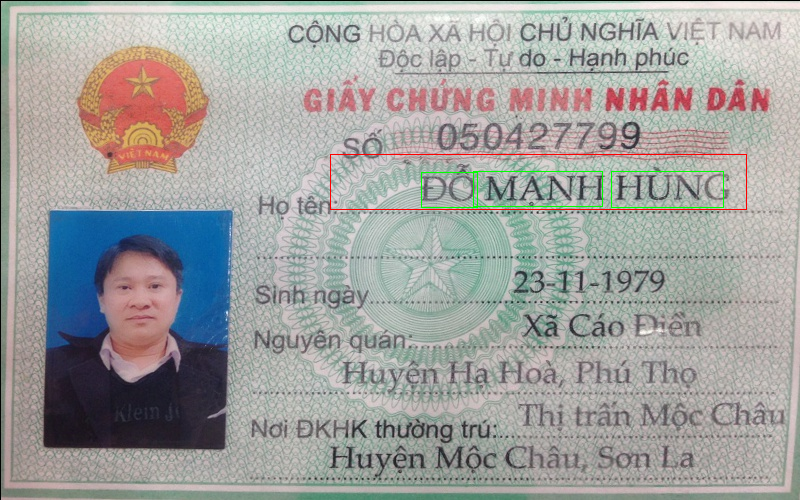 CỘNG HÒA XÃ HỘI CHỦ NGHĨA VIỆT NAM
Độc lập - Tự do - Hạnh phúc
GIẤY CHỨNG MINH NHÂN DÂN
SỐ 050427799
Họ tên: ĐỖ MẠNH HÙNG
Sinh ngày 23-11-1979
Nguyên quán: Xã Cáo Điền
Huyện Hạ Hoà, Phú Thọ
Nơi ĐKHK thường trú: Thị trấn Mộc Châu
Huyện Mộc Châu, Sơn La
VIỆT NAM
Klein